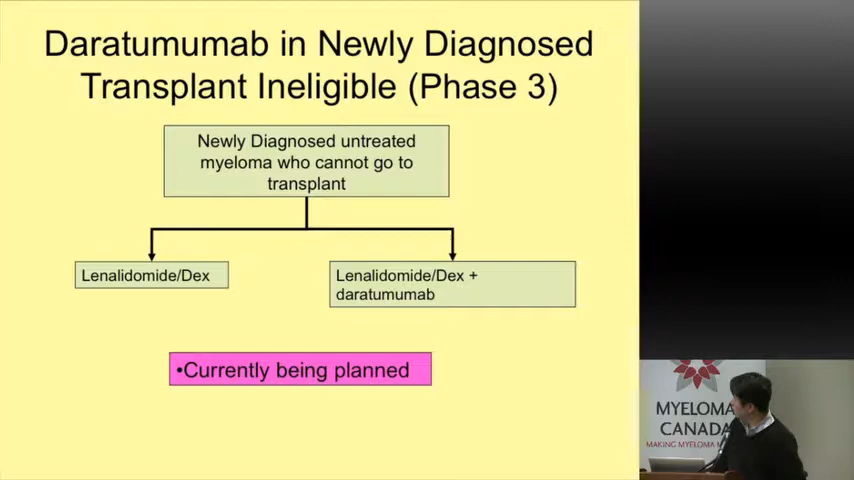 Daratumumab in Newly Diagnosed
Transplant Ineligible (Phase 3)
Newly Diagnosed untreated
myeloma who cannot go to
transplant
Lenalidomide/Dex
Lenalidomide/Dex +
daratumumab
•Currently being planned
MYELOMA
CANADA
MAKING MYELOMA